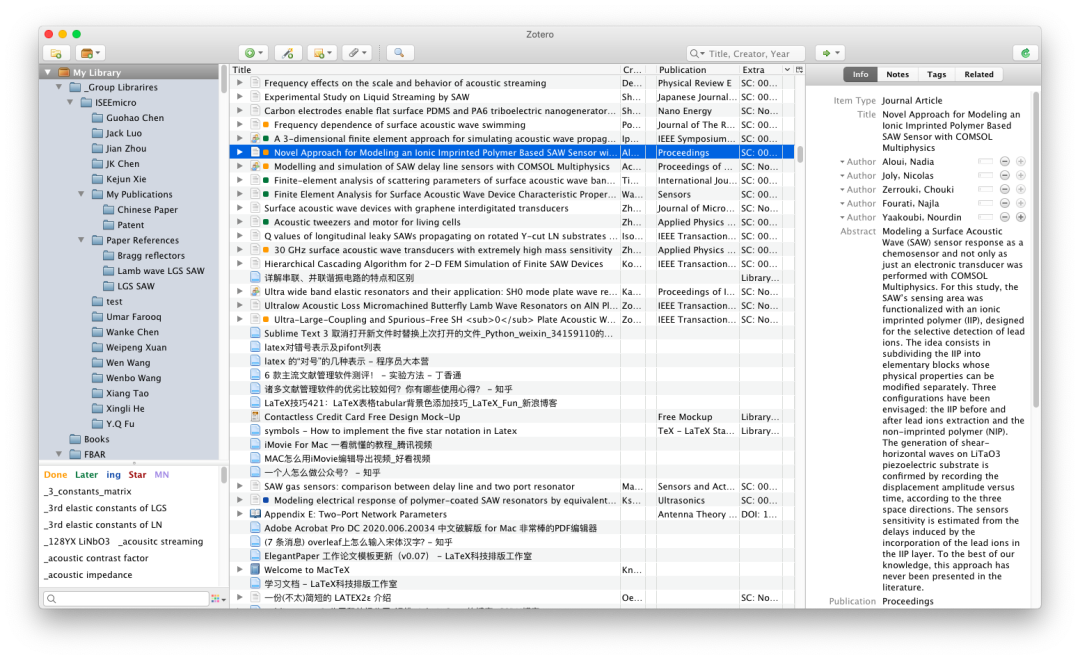 Zotero
Title, Creator, Year
My Library
_Group Librarires
ISEEmicro
Guohao Chen
Jack Luo
Jian Zhou
JK Chen
Kejun Xie
My Publications
Chinese Paper
Patent
Paper References
Bragg reflectors
Lamb wave LGS SAW
LGS SAW
test
Umar Farooq
Wanke Chen
Weipeng Xuan
Wen Wang
Wenbo Wang
Xiang Tao
Xingli He
Y.Q Fu
Books
FBAR
Done Later ing Star MN
_3_constants_matrix
_3rd elastic constants of LGS
_3rd elastic constants of LN
_128YX LiNbO3 _acousitc streaming
_acoustic contrast factor
_acoustic impedance
Title Cr... Publication Extra
Frequency effects on the scale and behavior of acoustic streaming De... Physical Review E SC: 00...
Experimental Study on Liquid Streaming by SAW Sh... Japanese Journal... SC: No...
Carbon electrodes enable flat surface PDMS and PA6 triboelectric nanogenerator... Sh... Nano Energy SC: No...
Frequency dependence of surface acoustic wave swimming Po... Journal of The R... SC: 00...
A 3-dimensional finite element approach for simulating acoustic wave propag... Ip... IEEE Symposium... SC: 00...
Novel Approach for Modeling an Ionic Imprinted Polymer Based SAW Sensor wi... Al... Proceedings SC: 00...
Modelling and simulation of SAW delay line sensors with COMSOL Multiphysics Ac... Proceedings of ... SC: No...
Finite-element analysis of scattering parameters of surface acoustic wave ban... Ti... International Jou... SC: 00...
Finite Element Analysis for Surface Acoustic Wave Device Characteristic Proper... Wa... Sensors SC: 00...
Surface acoustic wave devices with graphene interdigitated transducers Zh... Journal of Micro... SC: No...
Acoustic tweezers and motor for living cells Zh... Applied Physics ... SC: No...
Q values of longitudinal leaky SAWs propagating on rotated Y-cut LN substrates ... Iso... IEEE Transaction... SC: 00...
30 GHz surface acoustic wave transducers with extremely high mass sensitivity Zh... Applied Physics ... SC: 00...
Hierarchical Cascading Algorithm for 2-D FEM Simulation of Finite SAW Devices Ko... IEEE Transaction... SC: 00...
详解串联、并联谐振电路的特点和区别 Library...
Ultra wide band elastic resonators and their application: SH0 mode plate wave re... Ka... Proceedings of I... SC: No...
Ultralow Acoustic Loss Micromachined Butterfly Lamb Wave Resonators on AlN Pl... Zo... IEEE Transaction... SC: 00...
Ultra-Large-Coupling and Spurious-Free SH <sub>0</sub> Plate Acoustic W... Zo... IEEE Transaction... SC: No...
Sublime Text 3 取消打开新文件时替换上次打开的文件_Python_weixin_34159110的...
latex对错号表示及pifont列表
latex 的“对号”的几种表示 – 程序员大本营
6 款主流文献管理软件测评! – 实验方法 – 丁香通
诸多文献管理软件的优劣比较如何? 你有哪些使用心得? – 知乎
LaTeX技巧421: LaTeX表格tabular背景色添加技巧_LaTeX_Fun_新浪博客
Contactless Credit Card Free Design Mock-Up Free Mockup Library...
symbols - How to implement the five star notation in Latex TeX - LaTeX Sta... Library...
iMovie For Mac 一看就懂的教程_腾讯视频
MAC怎么用iMovie编辑导出视频_好看视频
一个人怎么做公众号? – 知乎
SAW gas sensors: comparison between delay line and two port resonator Ma... Sensors and Act... SC: 00...
Modeling electrical response of polymer-coated SAW resonators by equivalent... Ks... Ultrasonics SC: 00...
Appendix E: Two-Port Network Parameters Antenna Theory ... DOI: 1...
Adobe Acrobat Pro DC 2020.006.20034 中文破解版 for Mac 非常棒的PDF编辑器
(7 条消息) overleaf上怎么输入宋体汉字? – 知乎
ElegantPaper 工作论文模板更新（v0.07） – LaTeX科技排版工作室
Welcome to MacTeX Kn...
学习文档 – LaTeX科技排版工作室
一份(不太)简短的 LATEX2ε 介绍 Oe... SC: No...
Info Notes Tags Related
Item Type Journal Article
Title Novel Approach for Modeling an
Ionic Imprinted Polymer Based
SAW Sensor with COMSOL
Multiphysics
Author Aloui, Nadia
Author Joly, Nicolas
Author Zerrouki, Chouki
Author Fourati, Najla
Author Yaakoubi, Nourdin
Abstract Modeling a Surface Acoustic
Wave (SAW) sensor response as a
chemosensor and not only as
just an electronic transducer was
performed with COMSOL
Multiphysics. For this study, the
SAW's sensing area was
functionalized with an ionic
imprinted polymer (IIP), designed
for the selective detection of lead
ions. The idea consists in
subdividing the IIP into
elementary blocks whose
physical properties can be
modified separately. Three
configurations have been
envisaged: the IIP before and
after lead ions extraction and the
non-imprinted polymer (NIP).
The generation of shear-
horizontal waves on LiTaO3
piezoelectric substrate is
confirmed by recording the
displacement amplitude versus
time, according to the three
space directions. The sensors
sensitivity is estimated from the
delays induced by the
incorporation of the lead ions in
the IIP layer. To the best of our
knowledge, this approach has
never been presented in the
literature.
Publication Proceedings